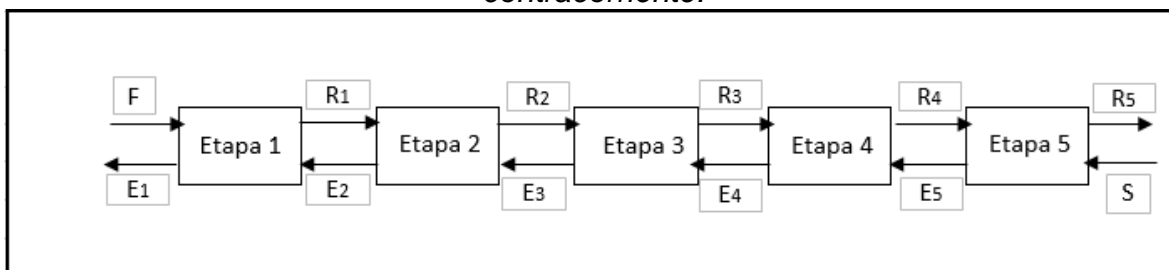 contracorriente.
F R1 R2 R3 R4 R5
Etapa 1 Etapa 2 Etapa 3 Etapa 4 Etapa 5
E1 E2 E3 E4 E5 S